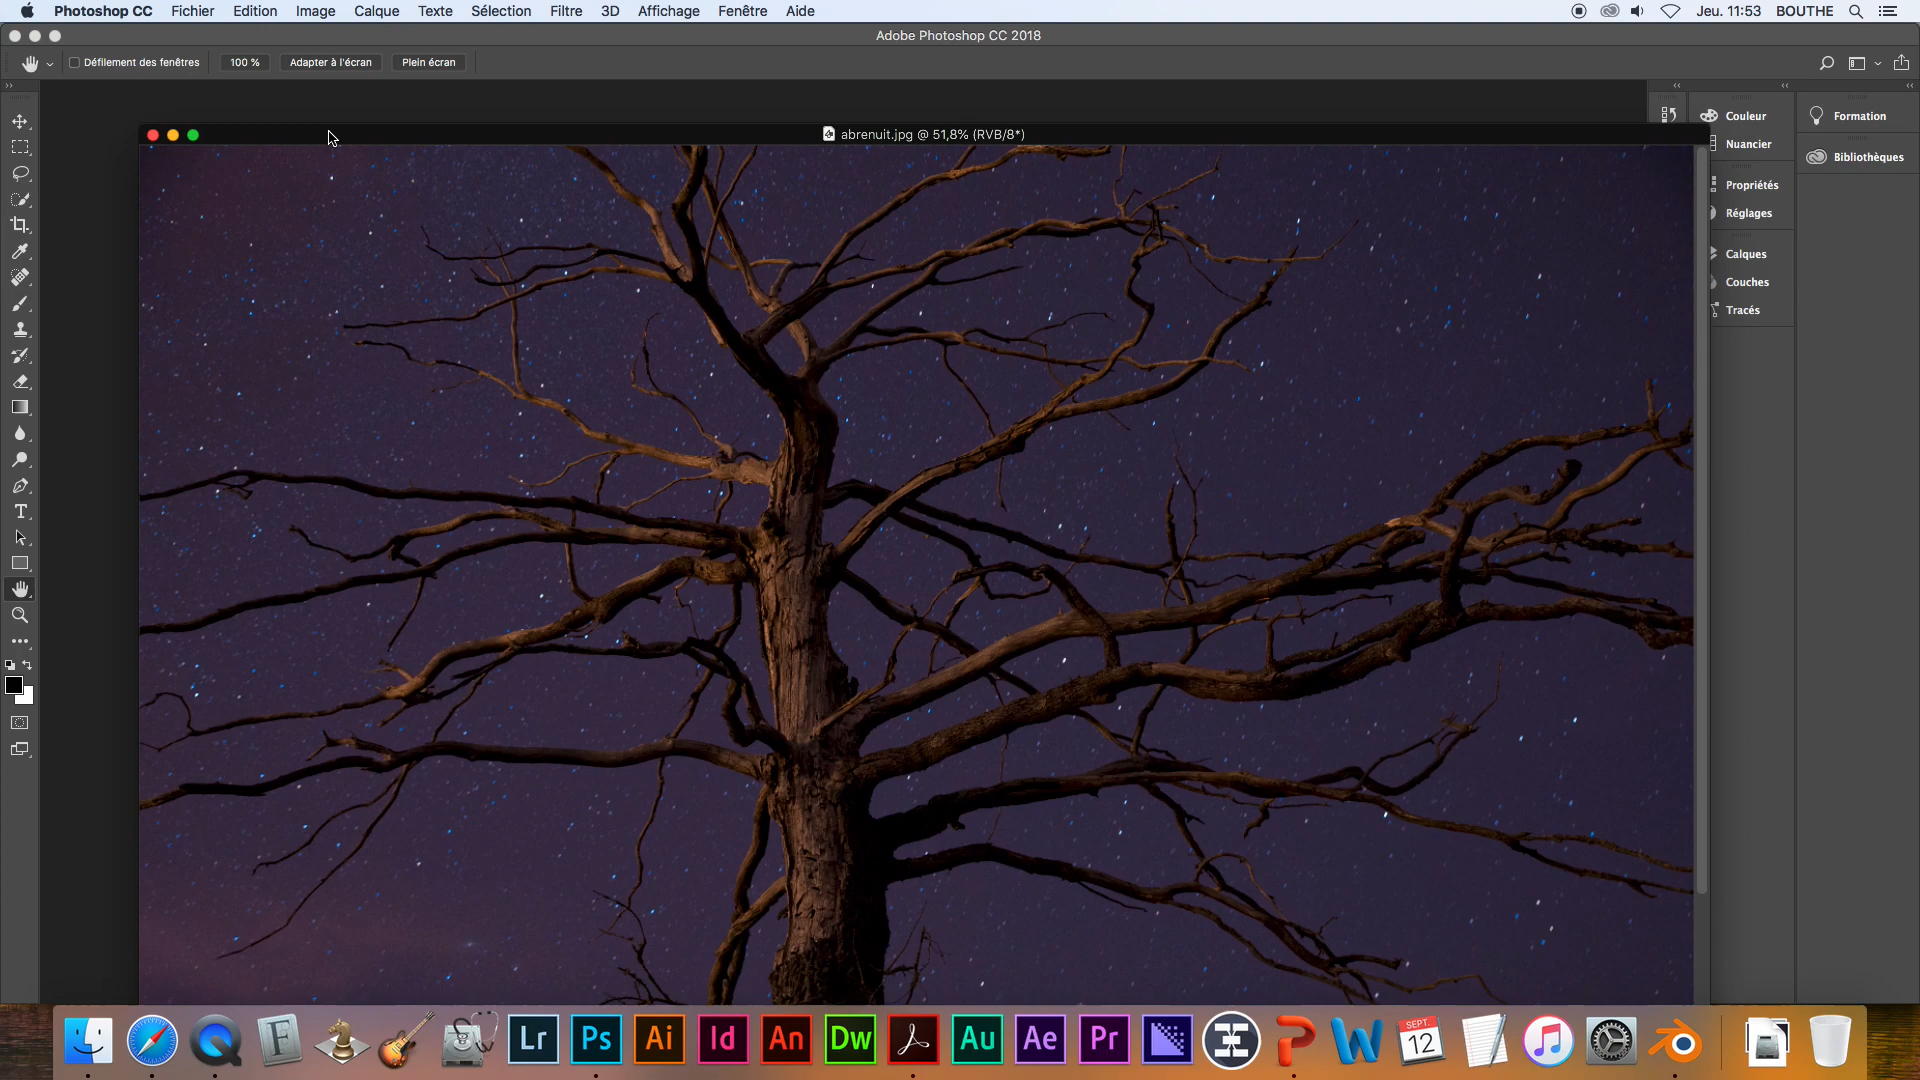 Photoshop CC Fichier Edition Image Calque Texte Sélection Filtre 3D Affichage Fenêtre Aide Jeu. 11:53 BOUTHE
Adobe Photoshop CC 2018
Défilement des fenêtres 100 % Adapter à l'écran Plein écran
abrenuit.jpg @ 51,8% (RVB/8*)
Couleur
Nuancier
Propriétés
Réglages
Calques
Couches
Tracés
Formation
Bibliothèques
T
F Lr Ps Ai Id An Dw Au Ae Pr P W SEPT. 12